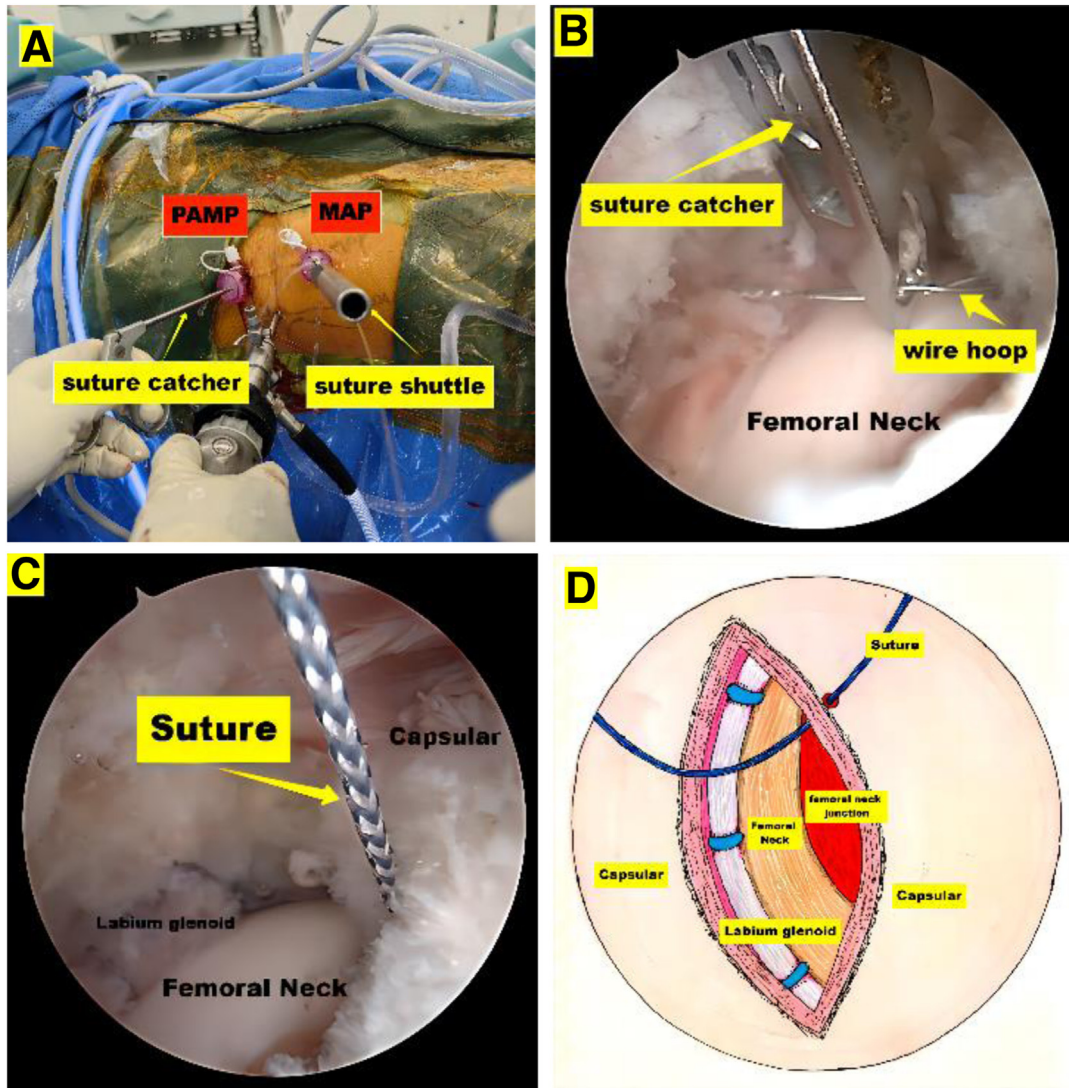 A
PAMP
MAP
suture catcher
suture shuttle
B
suture catcher
wire hoop
Femoral Neck
C
Suture
Capsular
Labium glenoid
Femoral Neck
D
Suture
femoral neck
junction
Femoral
Neck
Capsular
Capsular
Labium glenoid